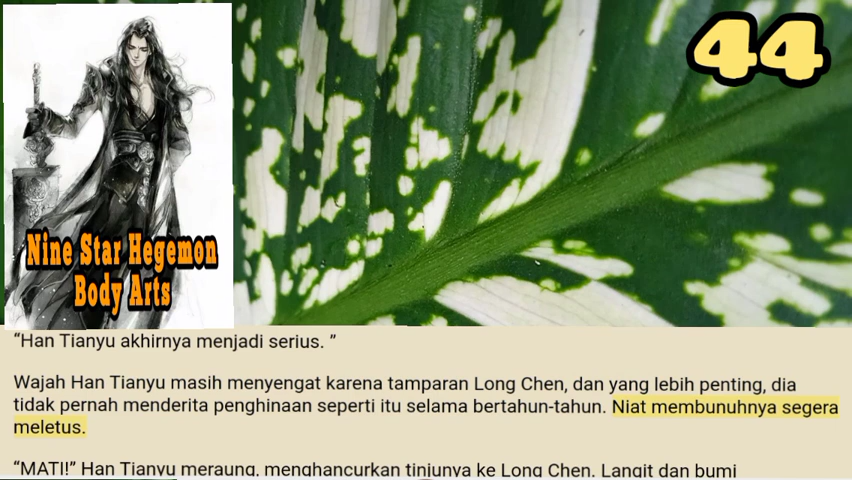 44
Nine Star Hegemon
Body Arts
“Han Tianyu akhirnya menjadi serius. ”
Wajah Han Tianyu masih menyengat karena tamparan Long Chen, dan yang lebih penting, dia
tidak pernah menderita penghinaan seperti itu selama bertahun-tahun. Niat membunuhnya segera
meletus.
“MATI!” Han Tianyu meraung, menghancurkan tinjunya ke Long Chen. Langit dan bumi